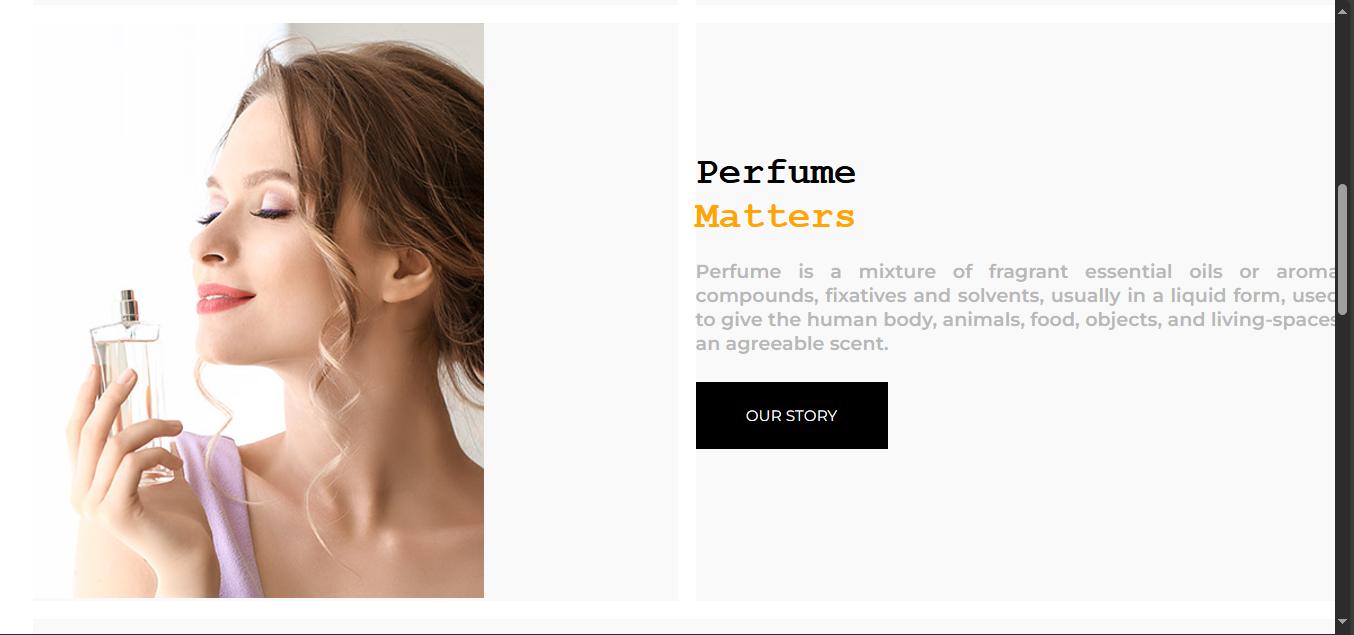 Perfume
Matters
Perfume is a mixture of fragrant essential oils or aroma
compounds, fixatives and solvents, usually in a liquid form, used
to give the human body, animals, food, objects, and living-spaces
an agreeable scent.
OUR STORY